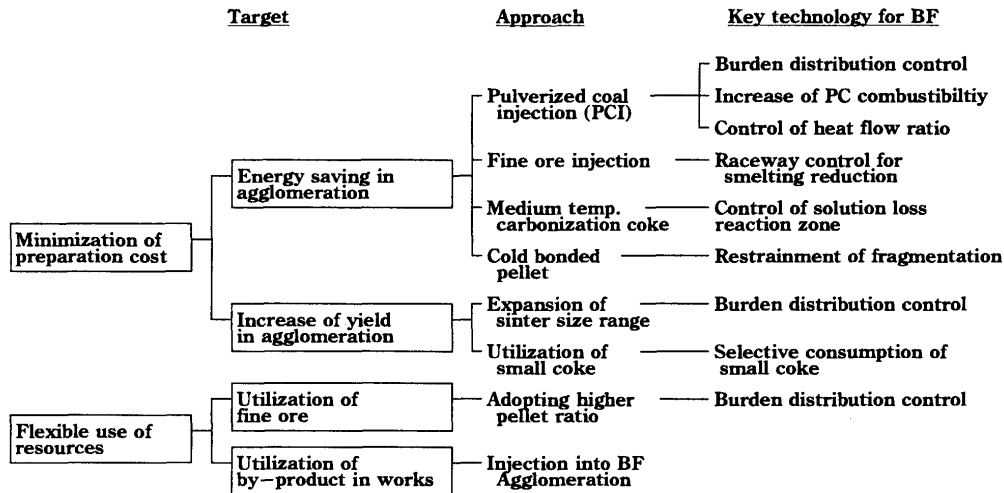 Target
Approach
Key technology for BF
Minimization of
preparation cost
Energy saving in
agglomeration
Pulverized coal
injection (PCI)
Burden distribution control
Increase of PC combustibiltiy
Control of heat flow ratio
Fine ore injection
Raceway control for
smelting reduction
Medium temp.
carbonization coke
Control of solution loss
reaction zone
Cold bonded
pellet
Restrainment of fragmentation
Increase of yield
in agglomeration
Expansion of
sinter size range
Burden distribution control
Utilization of
small coke
Selective consumption of
small coke
Flexible use of
resources
Utilization of
fine ore
Adopting higher
pellet ratio
Burden distribution control
Utilization of
by-product in works
Injection into BF
Agglomeration